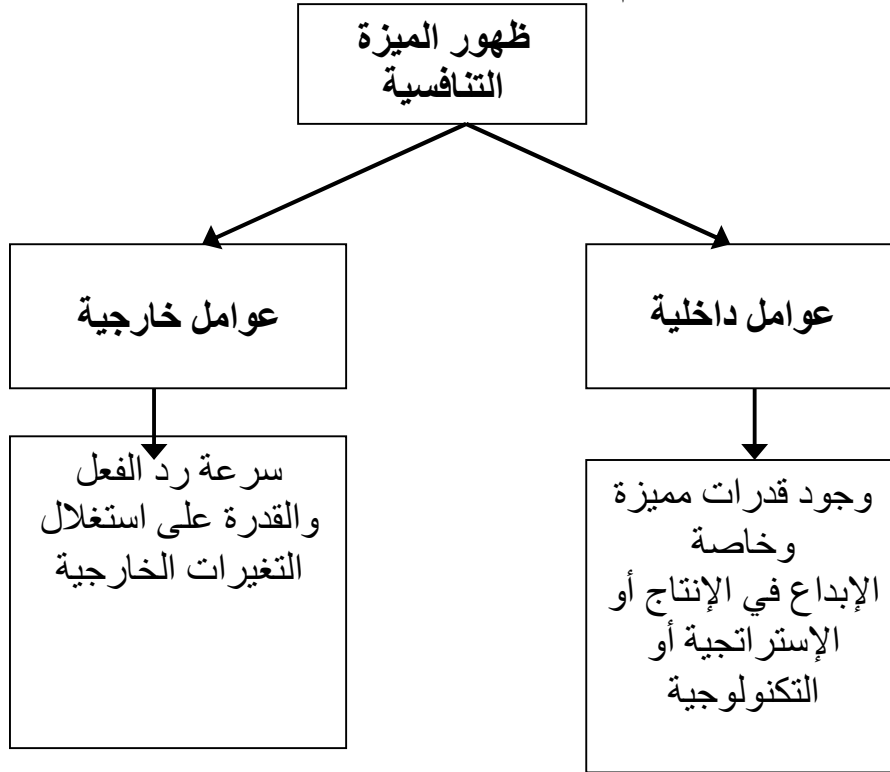 ظهور الميزة
التنافسية
عوامل داخلية
عوامل خارجية
وجود قدرات مميزة
وخاصة
الإبداع في الإنتاج أو
الإستراتجية أو
التكنولوجية
سرعة رد الفعل
والقدرة على استغلال
التغيرات الخارجية